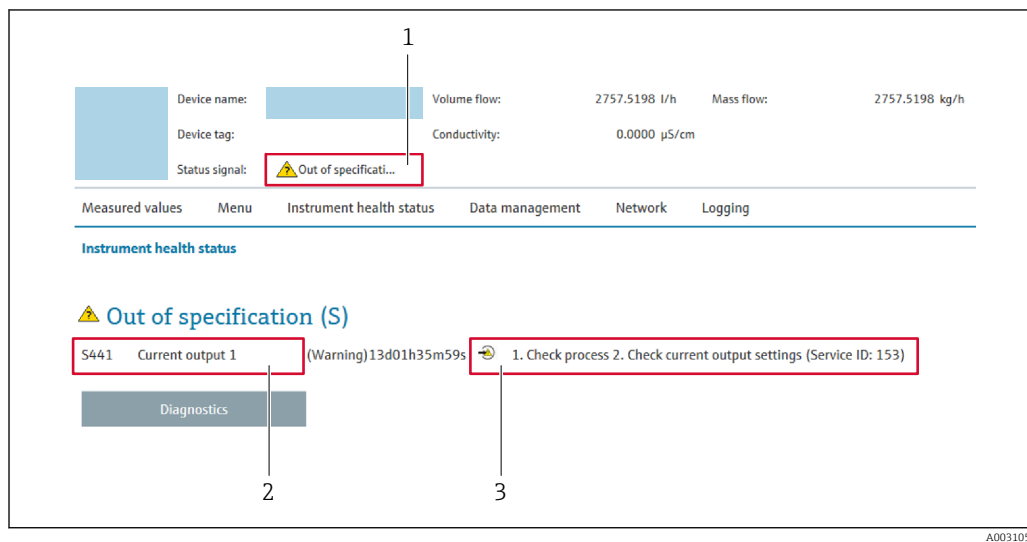 1
Device name: Volume flow: 2757.5198 l/h Mass flow: 2757.5198 kg/h
Device tag: Conductivity: 0.0000 µS/cm
Status signal: Out of specificati...
Measured values Menu Instrument health status Data management Network Logging
Instrument health status
Out of specification (S)
S441 Current output 1 (Warning)13d01h35m59s 1. Check process 2. Check current output settings (Service ID: 153)
Diagnostics
2 3